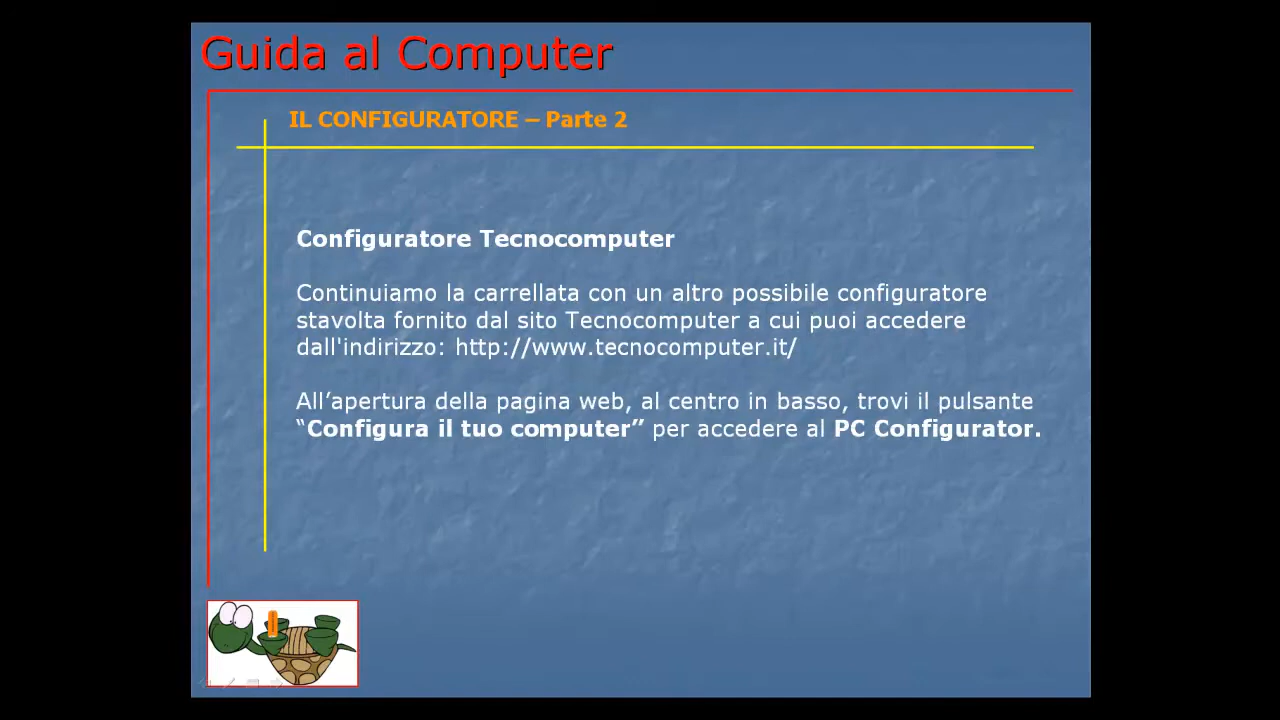 Guida al Computer
IL CONFIGURATORE – Parte 2
Configuratore Tecnocomputer
Continuiamo la carrellata con un altro possibile configuratore
stavolta fornito dal sito Tecnocomputer a cui puoi accedere
dall'indirizzo: http://www.tecnocomputer.it/
All’apertura della pagina web, al centro in basso, trovi il pulsante
“Configura il tuo computer” per accedere al PC Configurator.